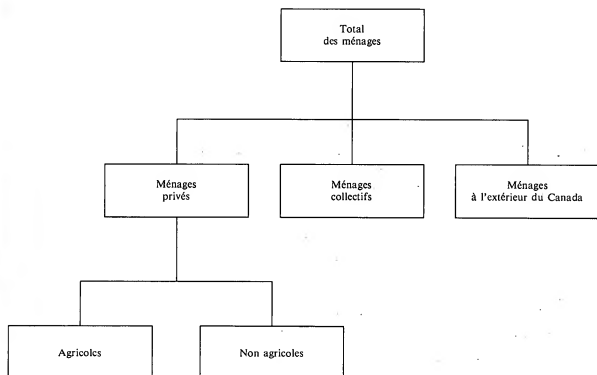 Total
des ménages
Ménages
privés
Ménages
collectifs
Ménages
à l'extérieur du Canada
Agricoles
Non agricoles